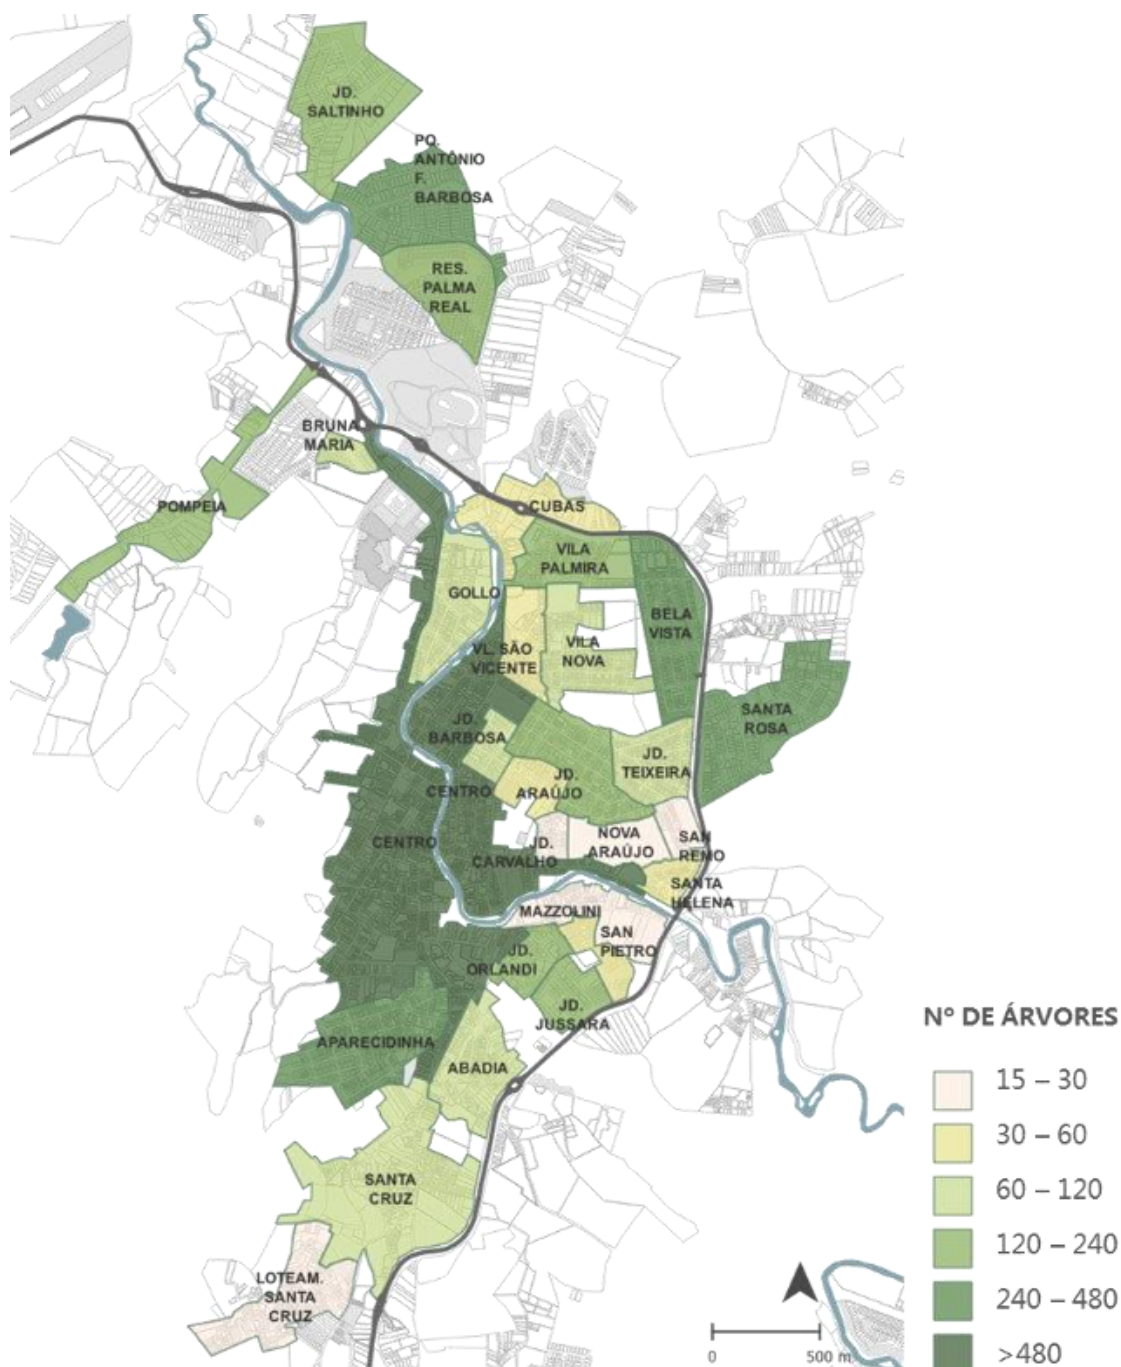 JD.
SALTINHO
PQ.
ANTÔNIO
F.
BARBOSA
RES.
PALMA
REAL
BRUNA
MARIA
POMPEIA
CUBAS
VILA
PALMIRA
GOLLO
BELA
VISTA
VL. SÃO
VICENTE
VILA
NOVA
SANTA
ROSA
JD.
BARBOSA
JD.
TEIXEIRA
JD.
ARAÚJO
CENTRO
CENTRO
JD.
CARVALHO
NOVA
ARAÚJO
SAN
REMO
SANTA
HELENA
MAZZOLINI
SAN
PIETRO
JD.
ORLANDI
JD.
JUSSARA
APARECIDINHA
ABADIA
SANTA
CRUZ
LOTEAM.
SANTA
CRUZ
Nº DE ÁRVORES
15 – 30
30 – 60
60 – 120
120 – 240
240 – 480
>480
0 500 m